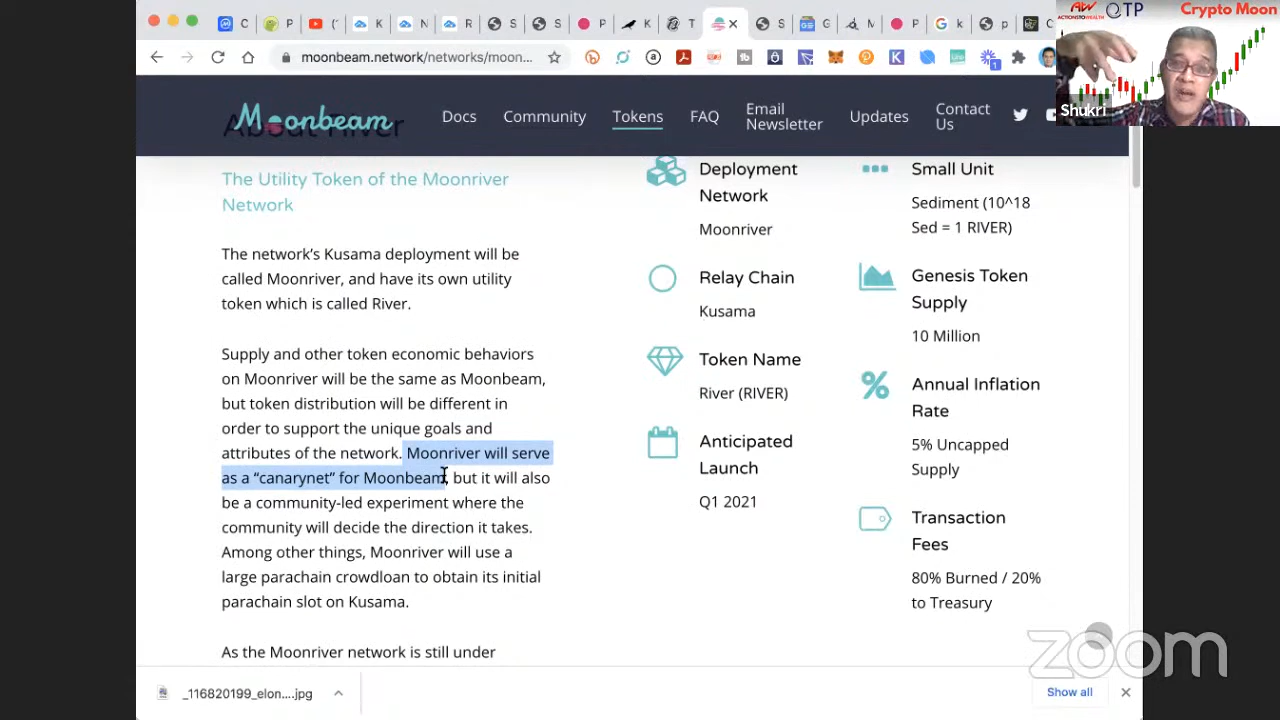 moonbeam.network/networks/moon...
AW
ACTIONSTOWEALTH
OTP
Crypto Moon
Shukri
Moonbeam
Docs
Community
Tokens
FAQ
Email
Newsletter
Updates
Contact
Us
The Utility Token of the Moonriver
Network
The network’s Kusama deployment will be
called Moonriver, and have its own utility
token which is called River.
Supply and other token economic behaviors
on Moonriver will be the same as Moonbeam,
but token distribution will be different in
order to support the unique goals and
attributes of the network. Moonriver will serve
as a “canarynet” for Moonbeam, but it will also
be a community-led experiment where the
community will decide the direction it takes.
Among other things, Moonriver will use a
large parachain crowdloan to obtain its initial
parachain slot on Kusama.
As the Moonriver network is still under
Deployment
Network
Moonriver
Relay Chain
Kusama
Token Name
River (RIVER)
Anticipated
Launch
Q1 2021
Small Unit
Sediment (10^18
Sed = 1 RIVER)
Genesis Token
Supply
10 Million
Annual Inflation
Rate
5% Uncapped
Supply
Transaction
Fees
80% Burned / 20%
to Treasury
zoom
_116820199_elon....jpg
Show all